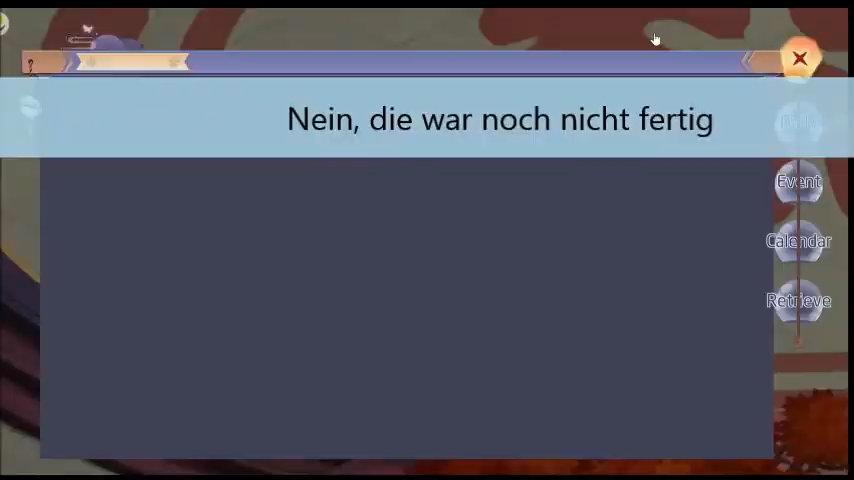 Nein, die war noch nicht fertig
Event
Calendar
Retrieve